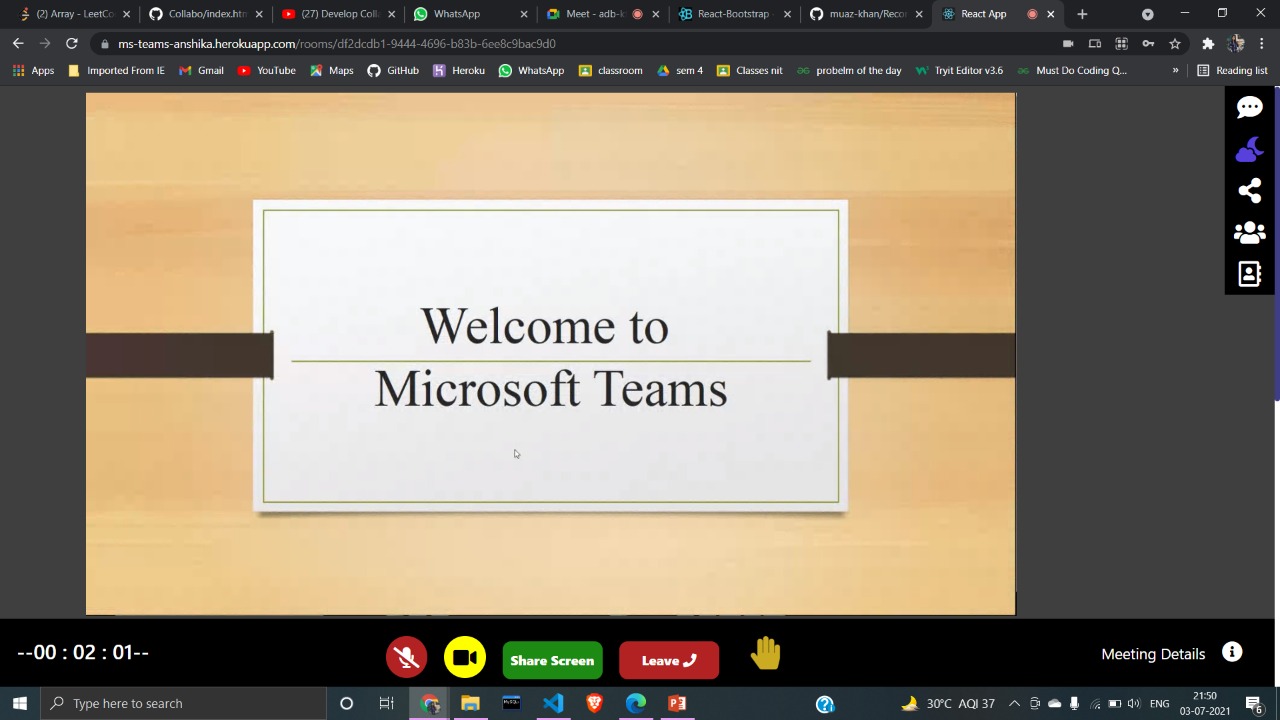 (2) Array - LeetCo
Collabo/index.htm
(27) Develop Colla
WhatsApp
Meet - adb-k
React-Bootstrap
muaz-khan/Recor
React App
ms-teams-anshika.herokuapp.com/rooms/df2dcdb1-9444-4696-b83b-6ee8c9bac9d0
Apps
Imported From IE
Gmail
YouTube
Maps
GitHub
Heroku
WhatsApp
classroom
sem 4
Classes nit
probelm of the day
Tryit Editor v3.6
Must Do Coding Q...
»
Reading list
Welcome to
Microsoft Teams
--00 : 02 : 01--
Share Screen
Leave
Meeting Details
Type here to search
30°C AQI 37
ENG
21:50
03-07-2021
6